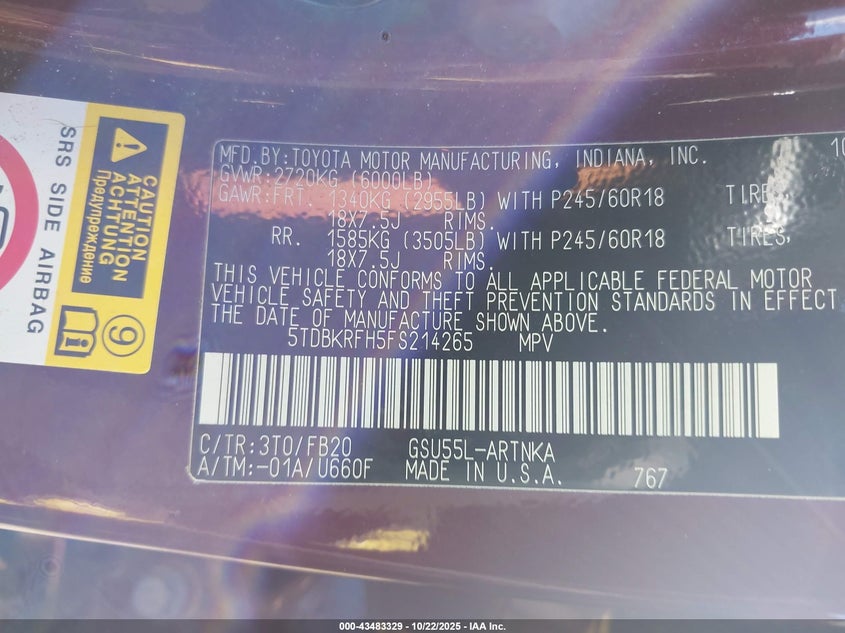 MFD.BY:TOYOTA MOTOR MANUFACTURING, INDIANA, INC. 10
GVWR:2720KG (6000LB)
GAWR:FRT. 1340KG (2955LB) WITH P245/60R18 TIRES,
18X7.5J RIMS.
RR. 1585KG (3505LB) WITH P245/60R18 TIRES,
18X7.5J RIMS.
THIS VEHICLE CONFORMS TO ALL APPLICABLE FEDERAL MOTOR
VEHICLE SAFETY AND THEFT PREVENTION STANDARDS IN EFFECT
THE DATE OF MANUFACTURE SHOWN ABOVE.
5TDBKRFH5FS214265 MPV
C/TR:3T0/FB20 GSU55L-ARTNKA
A/TM:-01A/U660F MADE IN U.S.A. 767
SRS SIDE AIRBAG
CAUTION
ATTENTION
ACHTUNG
Предупреждение
9
000-43483329 - 10/22/2025 - IAA Inc.